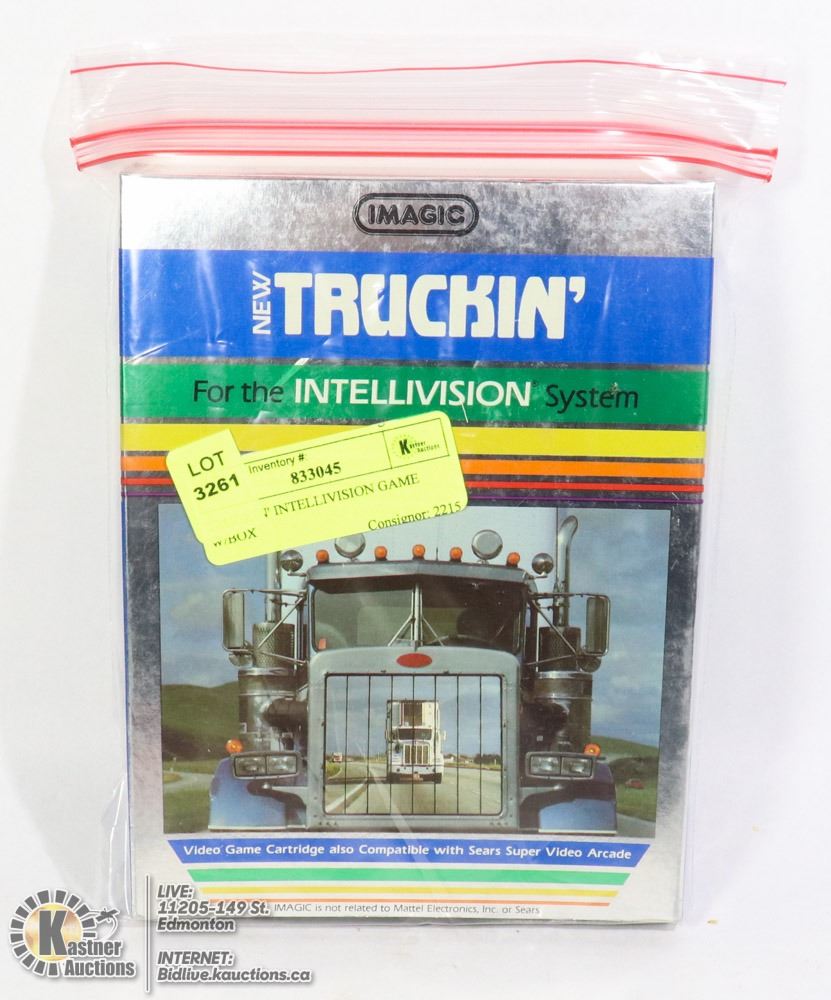 IMAGIC
NEW TRUCKIN'
For the INTELLIVISION® System
LOT
3261
Inventory #:
833045
Kastner
Auctions
INTELLIVISION GAME
W/BOX
Consignor: 2215
Video Game Cartridge also Compatible with Sears Super Video Arcade
IMAGIC is not related to Mattel Electronics, Inc. or Sears
Kastner
Auctions
LIVE:
11205-149 St.
Edmonton
INTERNET:
Bidlive.kauctions.ca